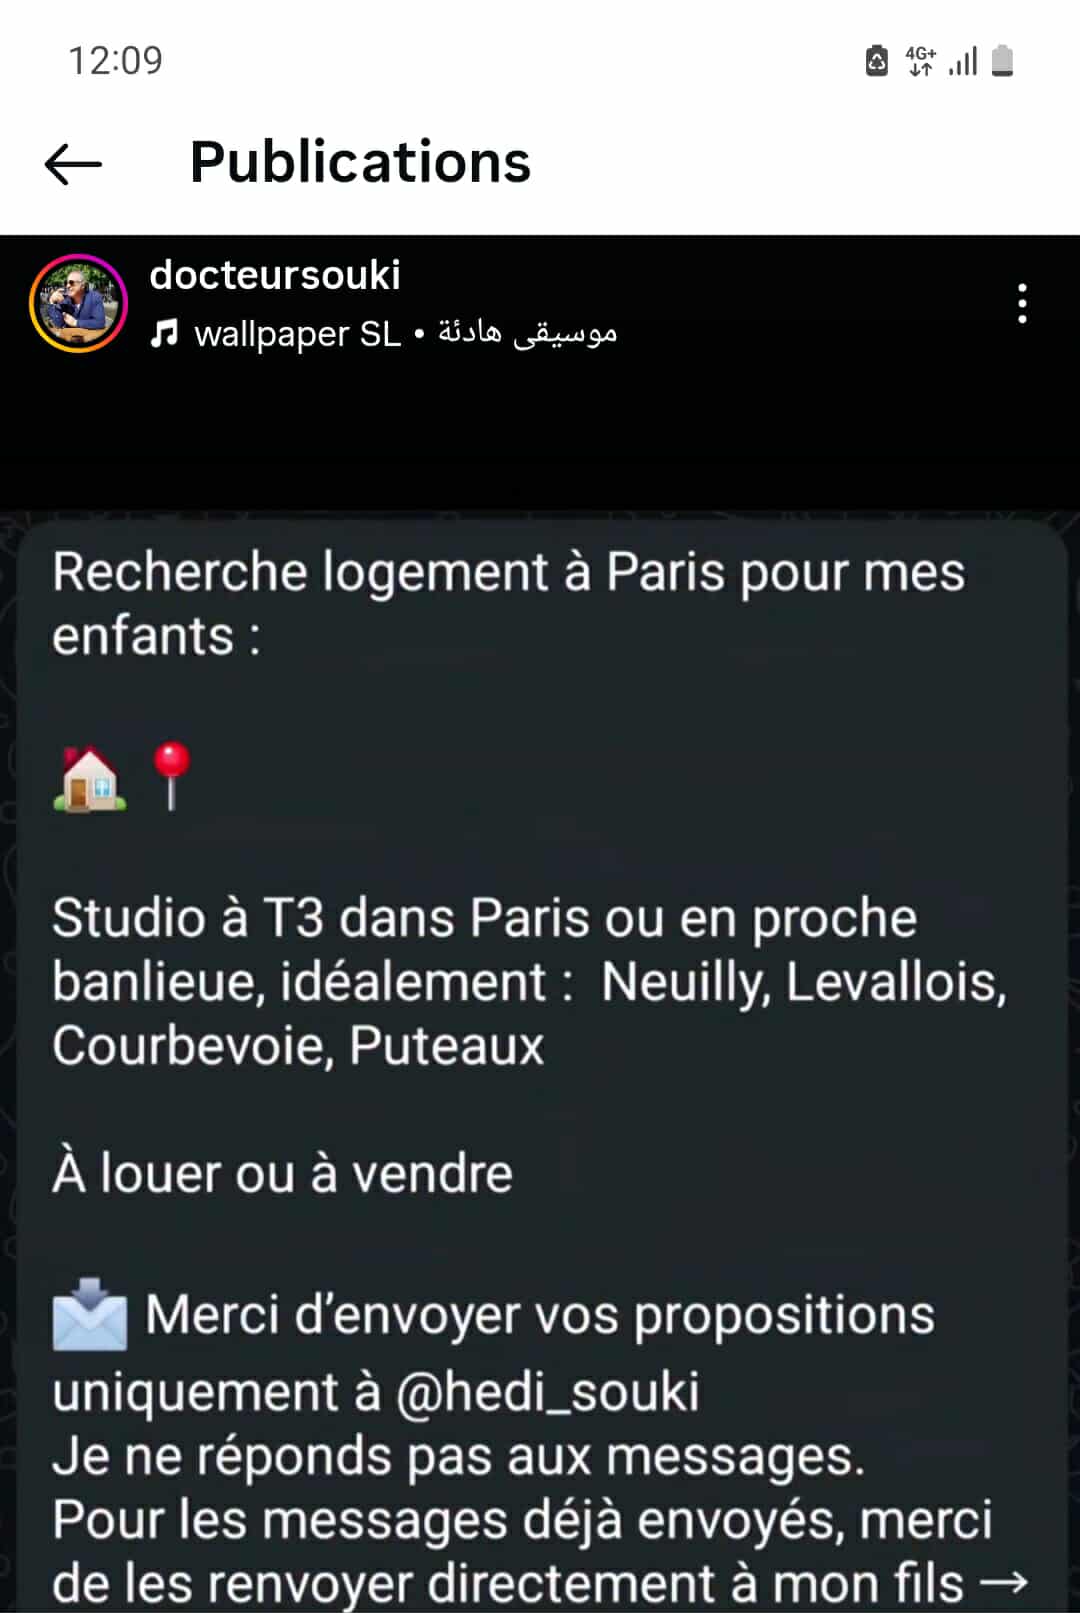 12:09
4G+
Publications
docteursouki
wallpaper SL • موسيقى هادئة
Recherche logement à Paris pour mes
enfants :
Studio à T3 dans Paris ou en proche
banlieue, idéalement :  Neuilly, Levallois,
Courbevoie, Puteaux
À louer ou à vendre
Merci d’envoyer vos propositions
uniquement à @hedi_souki
Je ne réponds pas aux messages.
Pour les messages déjà envoyés, merci
de les renvoyer directement à mon fils →